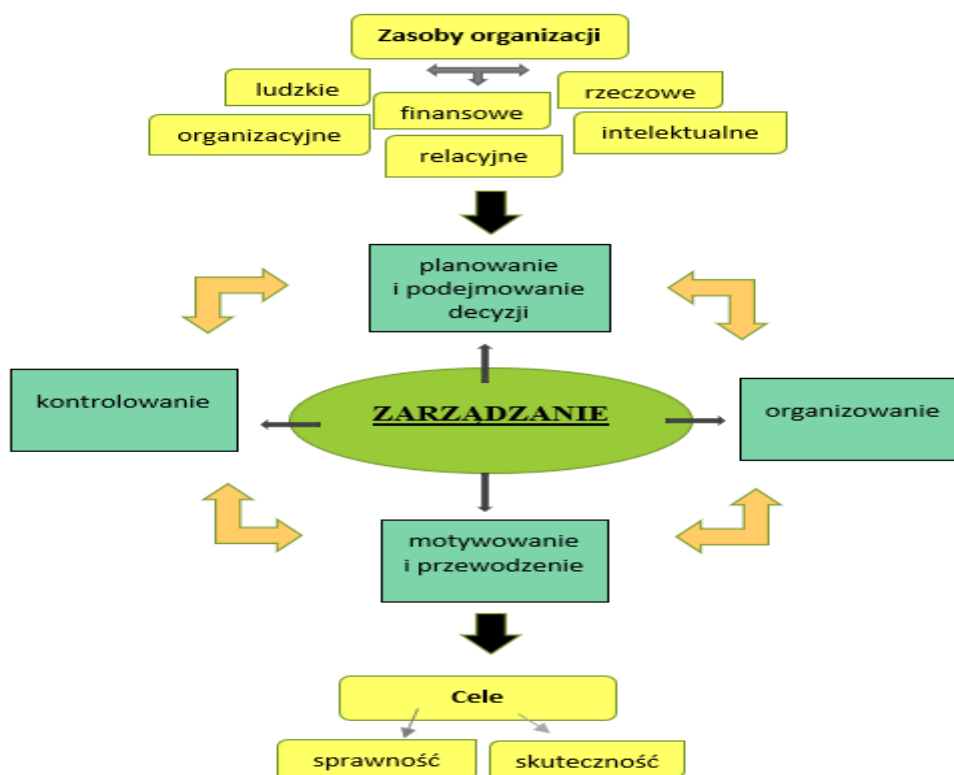 Zasoby organizacji
ludzkie
rzeczowe
finansowe
organizacyjne
intelektualne
relacyjne
planowanie
i podejmowanie
decyzji
kontrolowanie
ZARZĄDZANIE
organizowanie
motywowanie
i przewodzenie
Cele
sprawność
skuteczność